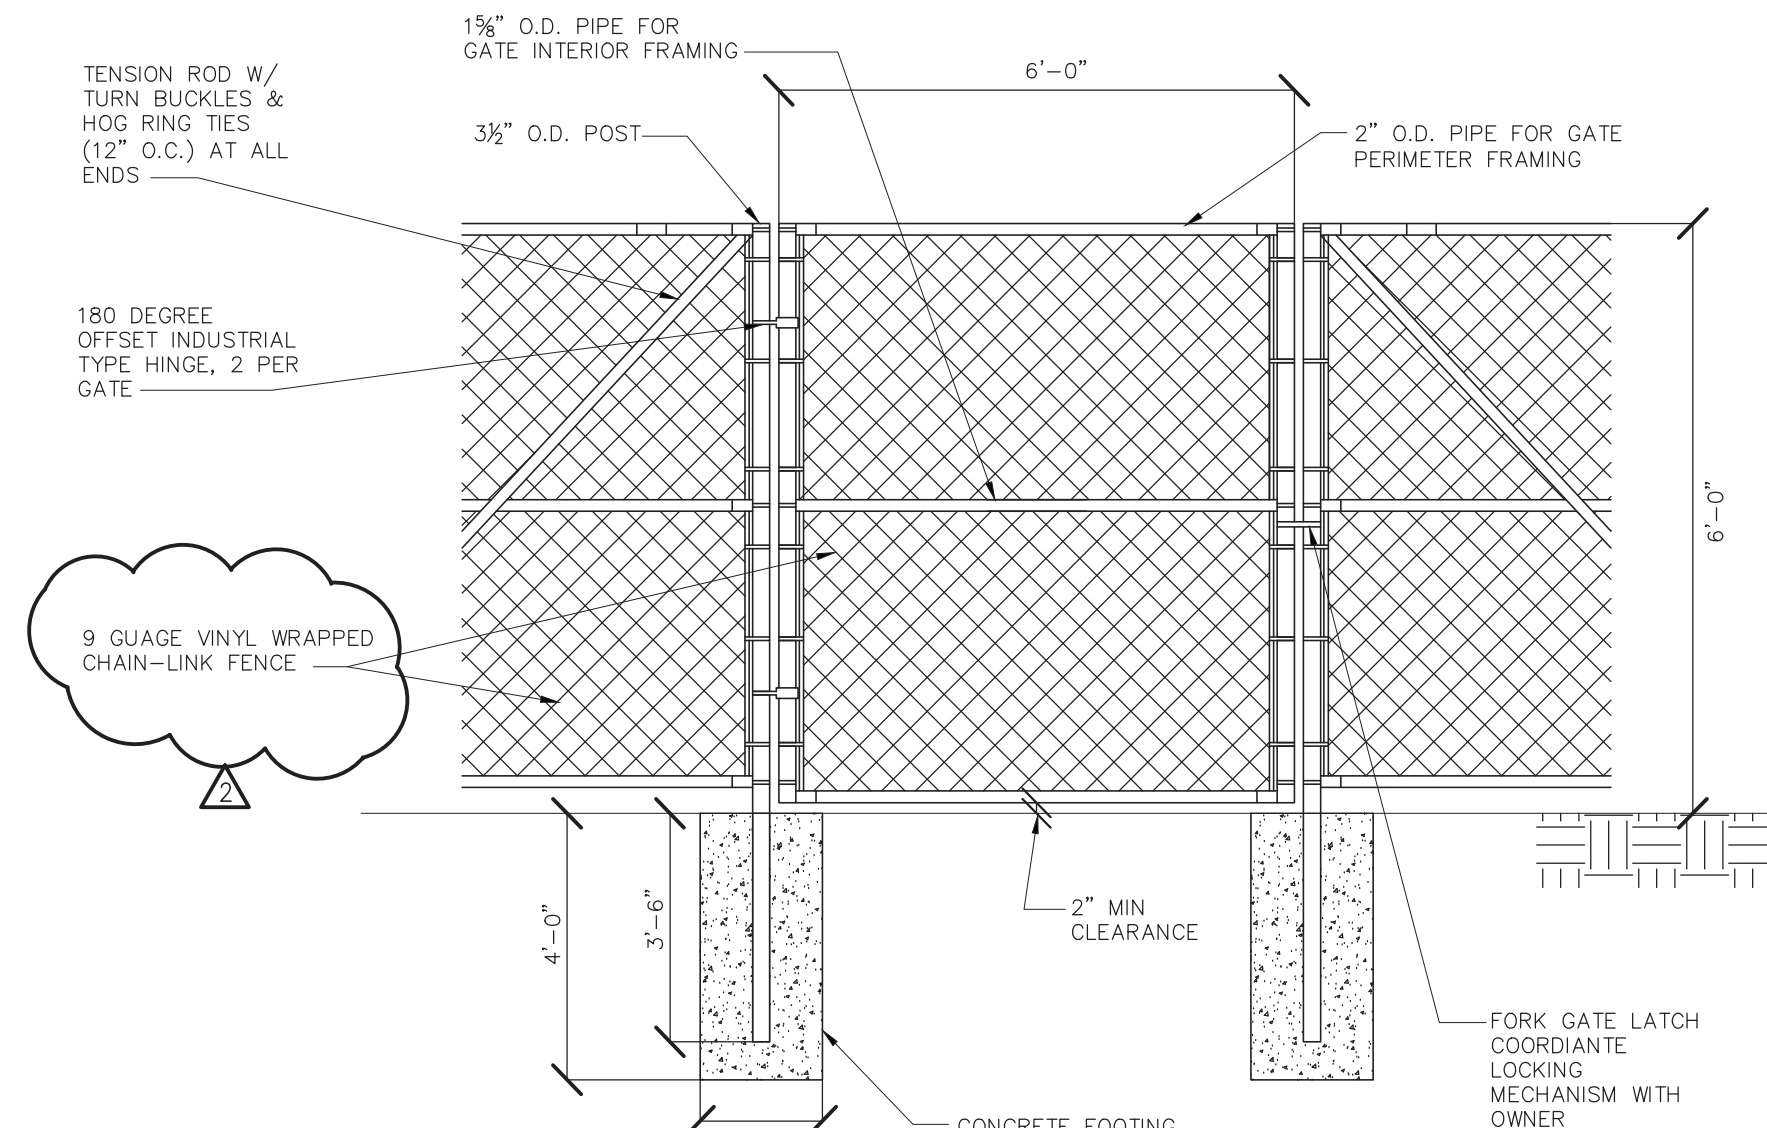 1⅝" O.D. PIPE FOR
GATE INTERIOR FRAMING
6'-0"
TENSION ROD W/
TURN BUCKLES &
HOG RING TIES
(12" O.C.) AT ALL
ENDS
3½" O.D. POST
2" O.D. PIPE FOR GATE
PERIMETER FRAMING
180 DEGREE
OFFSET INDUSTRIAL
TYPE HINGE, 2 PER
GATE
6'-0"
9 GUAGE VINYL WRAPPED
CHAIN-LINK FENCE
2
4'-0"
3'-6"
2" MIN
CLEARANCE
FORK GATE LATCH
COORDIANTE
LOCKING
MECHANISM WITH
OWNER
CONCRETE FOOTING